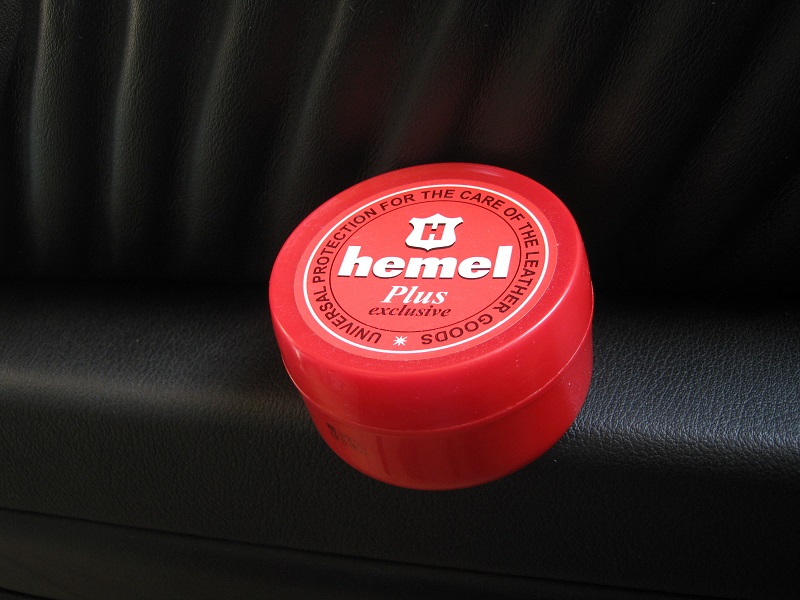 UNIVERSAL PROTECTION FOR THE CARE OF THE LEATHER GOODS
H
hemel
Plus
exclusive